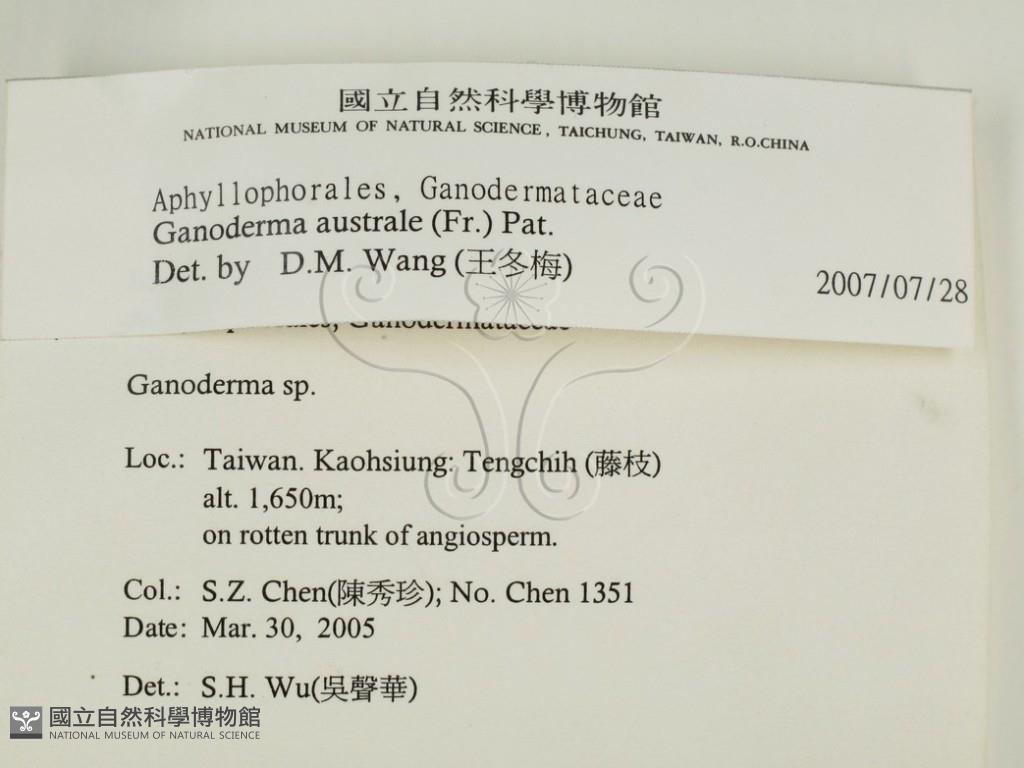 國立自然科學博物館
NATIONAL MUSEUM OF NATURAL SCIENCE, TAICHUNG, TAIWAN, R.O.CHINA
Aphyllophorales, Ganodermataceae
Ganoderma australe (Fr.) Pat.
Det. by D.M. Wang (王冬梅)
2007/07/28
Ganodermataceae
Ganoderma sp.
Loc.: Taiwan. Kaohsiung: Tengchih (藤枝)
alt. 1,650m;
on rotten trunk of angiosperm.
Col.: S.Z. Chen(陳秀珍); No. Chen 1351
Date: Mar. 30, 2005
Det.: S.H. Wu(吳聲華)
國立自然科學博物館
NATIONAL MUSEUM OF NATURAL SCIENCE